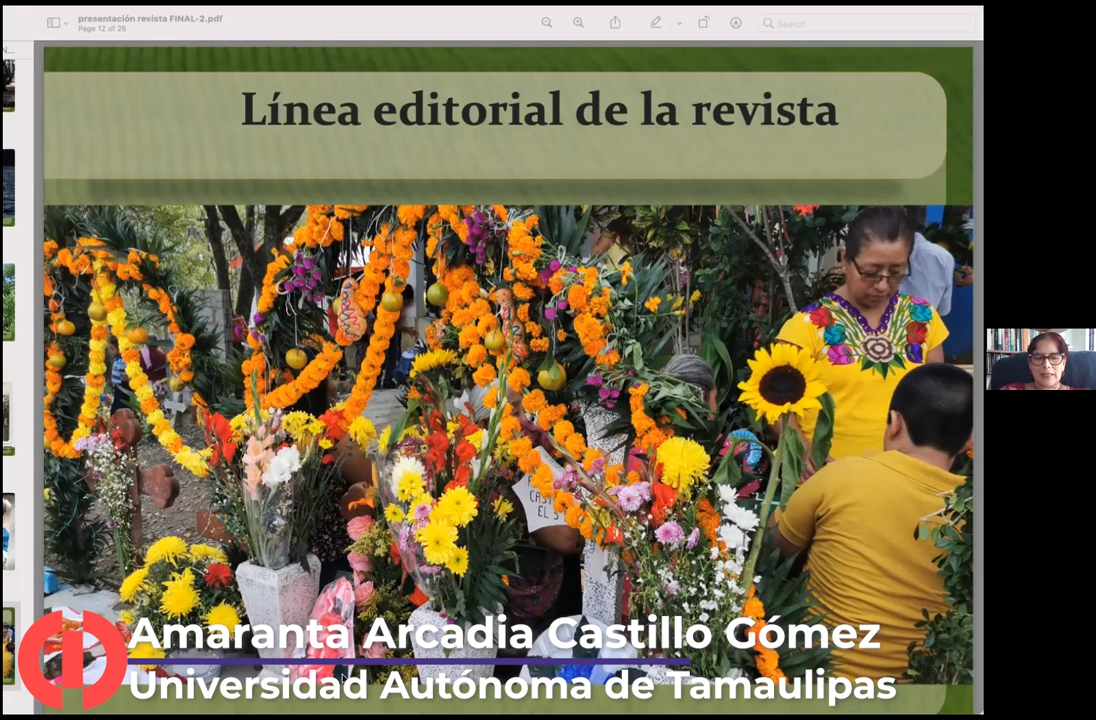 presentación revista FINAL-2.pdf
Page 12 of 25
Search
Línea editorial de la revista
Amaranta Arcadia Castillo Gómez
Universidad Autónoma de Tamaulipas